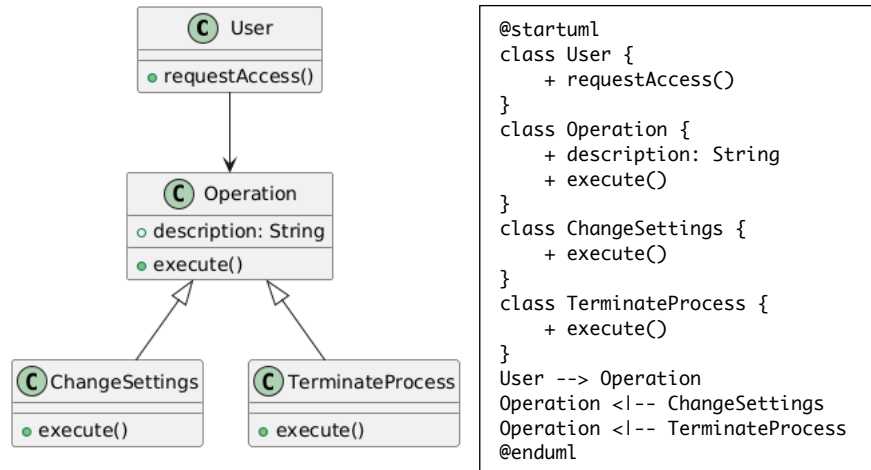 C User
requestAccess()
C Operation
description: String
execute()
C ChangeSettings
execute()
C TerminateProcess
execute()
@startuml
class User {
    + requestAccess()
}
class Operation {
    + description: String
    + execute()
}
class ChangeSettings {
    + execute()
}
class TerminateProcess {
    + execute()
}
User --> Operation
Operation <|-- ChangeSettings
Operation <|-- TerminateProcess
@enduml